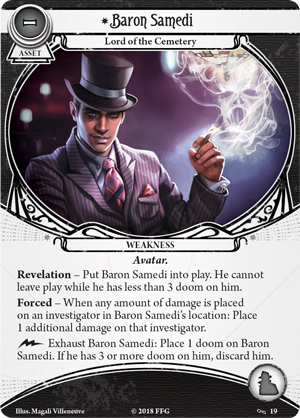 Baron Samedi
ASSET
Lord of the Cemetery
WEAKNESS
Avatar.
Revelation – Put Baron Samedi into play. He cannot
leave play while he has less than 3 doom on him.
Forced – When any amount of damage is placed
on an investigator in Baron Samedi's location: Place
1 additional damage on that investigator.
Exhaust Baron Samedi: Place 1 doom on Baron
Samedi. If he has 3 or more doom on him, discard him.
Illus. Magali Villeneuve
© 2018 FFG
19